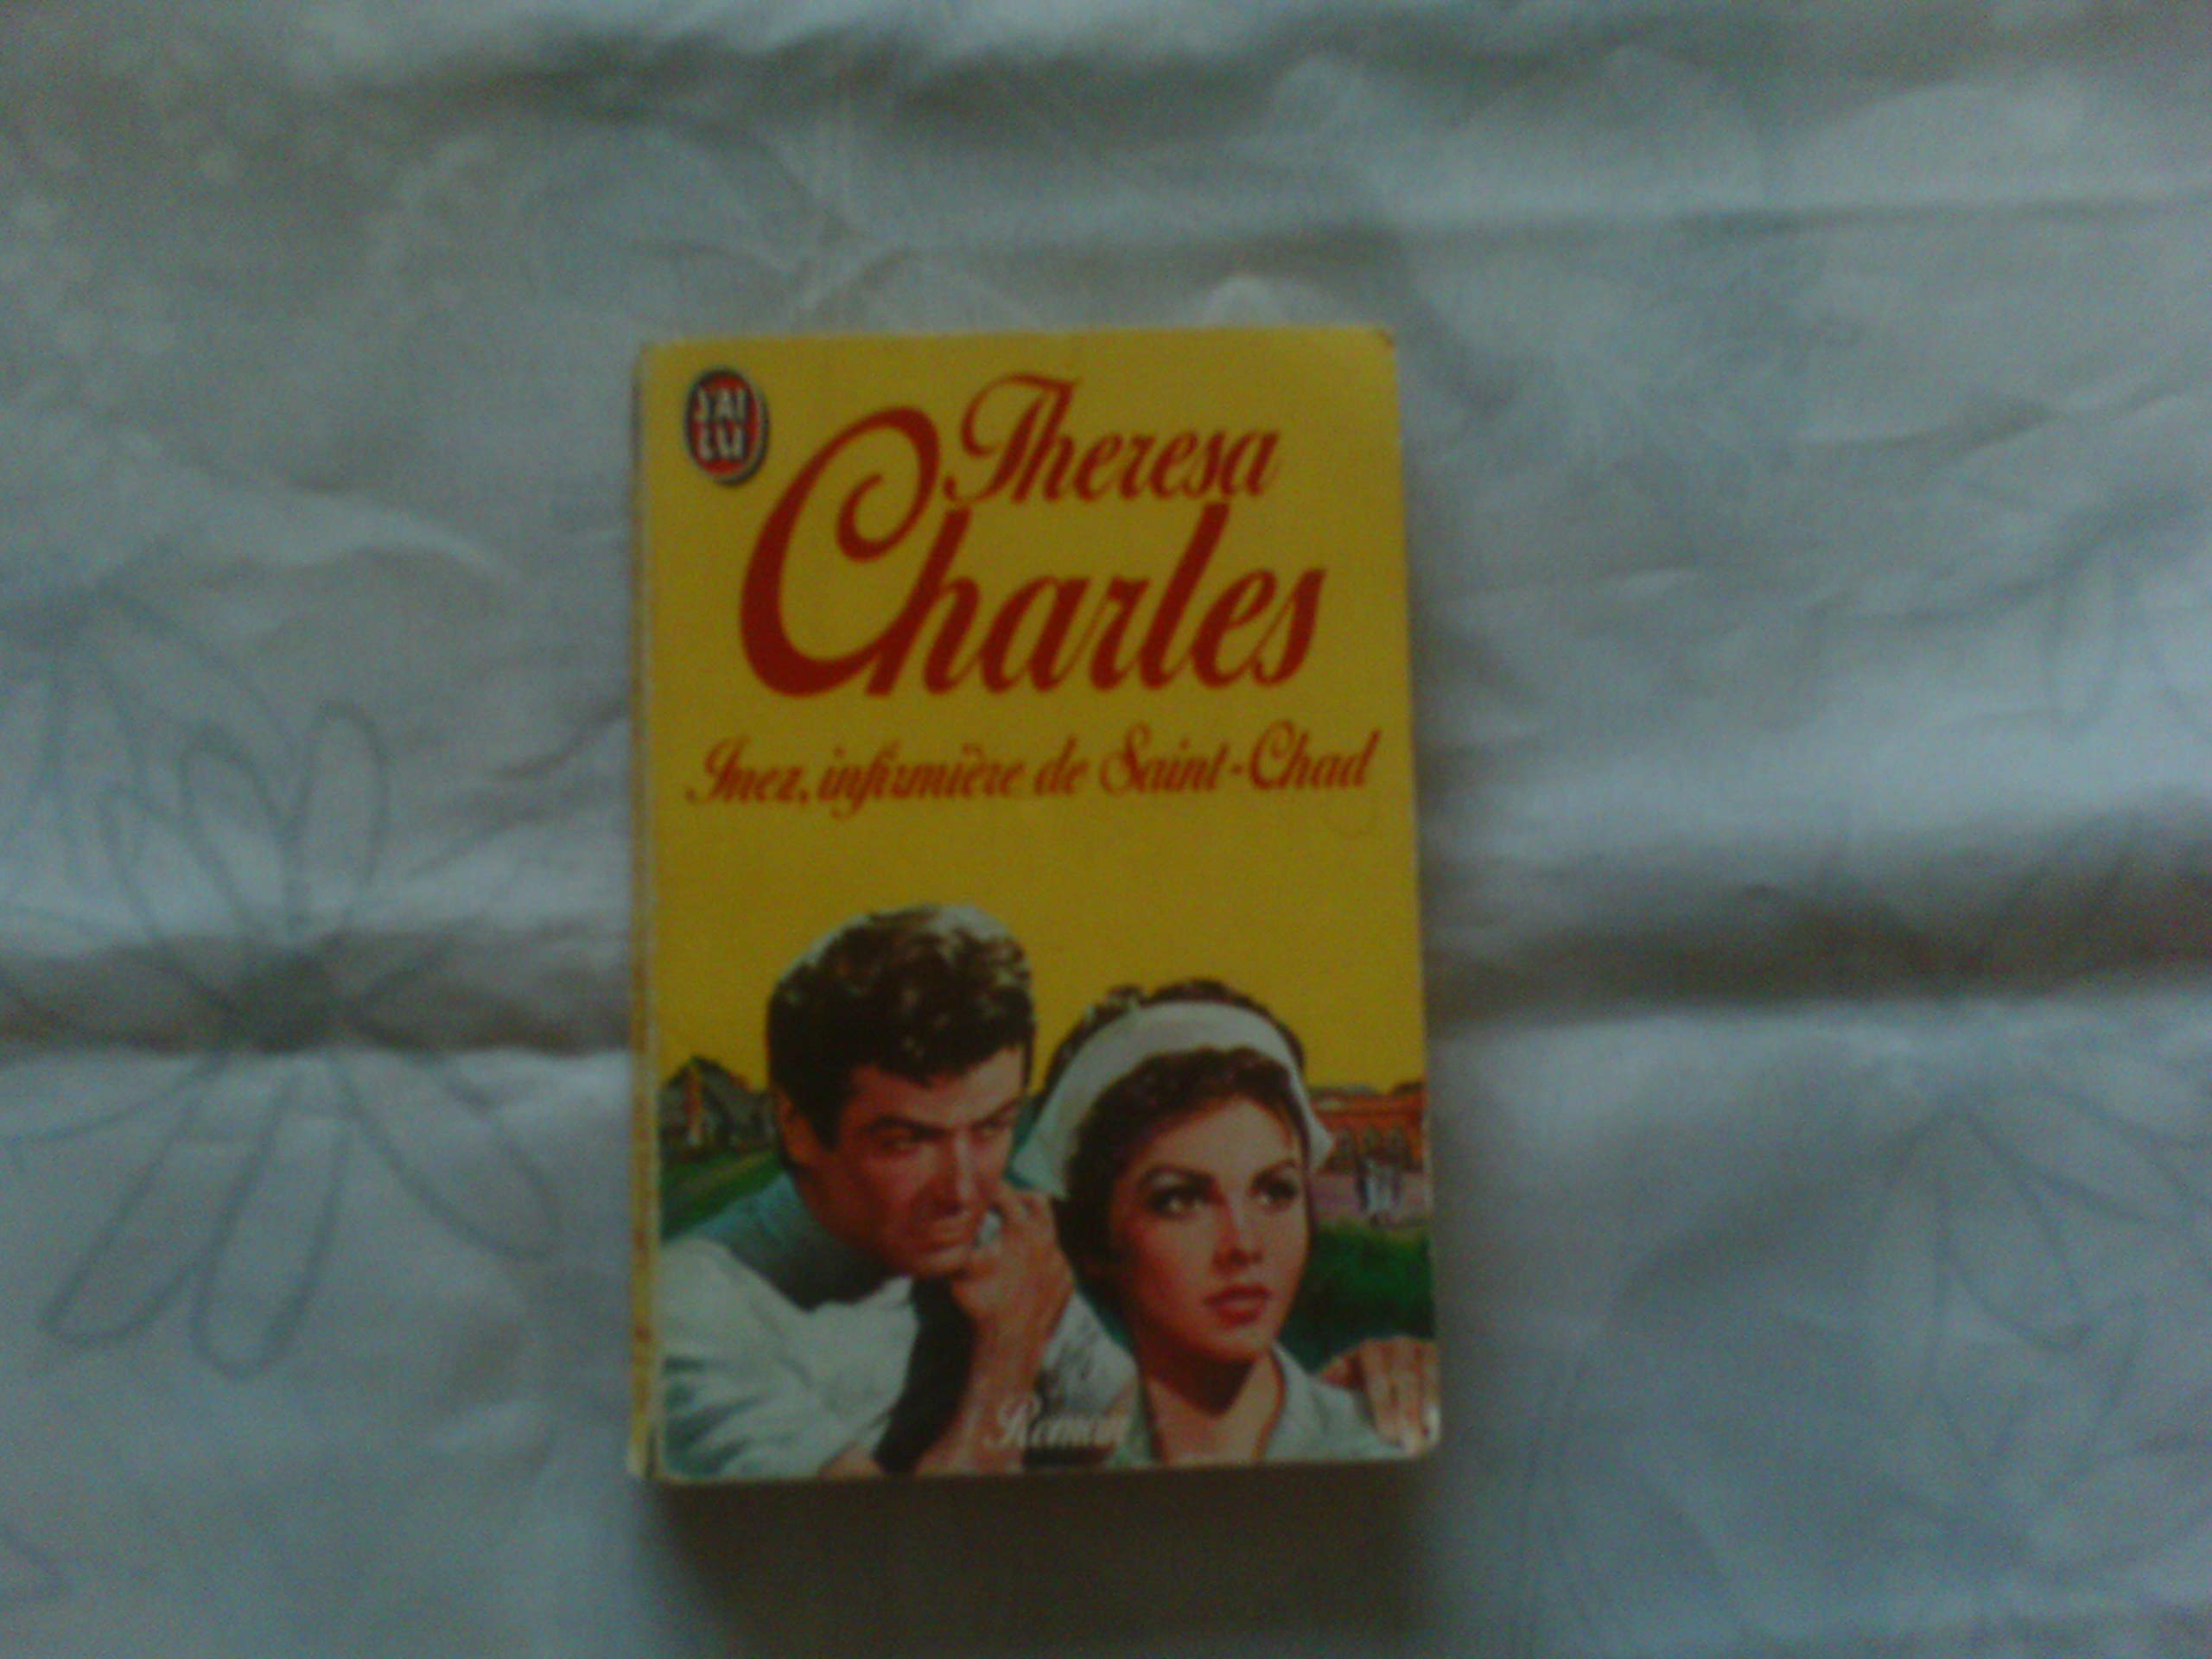 J'AI
LU
Theresa
Charles
Inez, infirmière de Saint-Chad
Roman